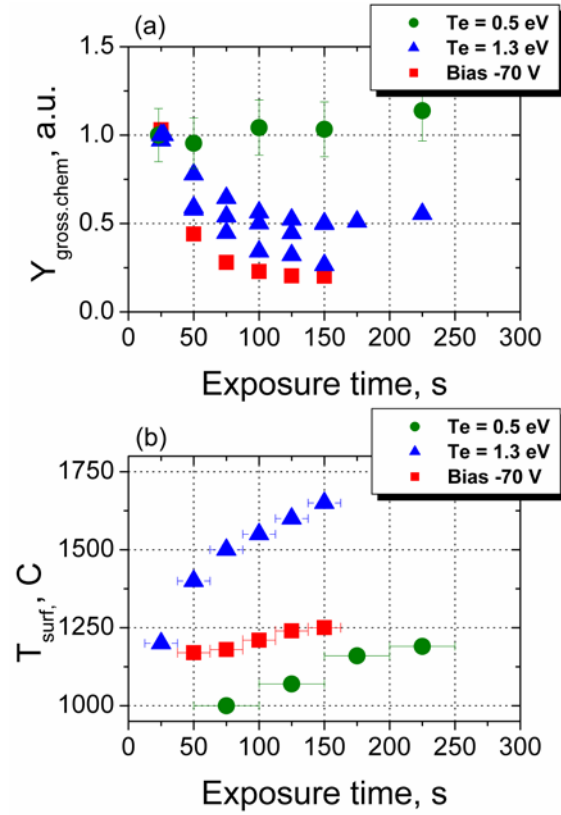 (a)
Te = 0.5 eV
Te = 1.3 eV
Bias -70 V
1.5
1.0
0.5
0.0
Y gross.chem, a.u.
0 50 100 150 200 250 300
Exposure time, s
(b)
Te = 0.5 eV
Te = 1.3 eV
Bias -70 V
1750
1500
1250
1000
T surf,, C
0 50 100 150 200 250 300
Exposure time, s